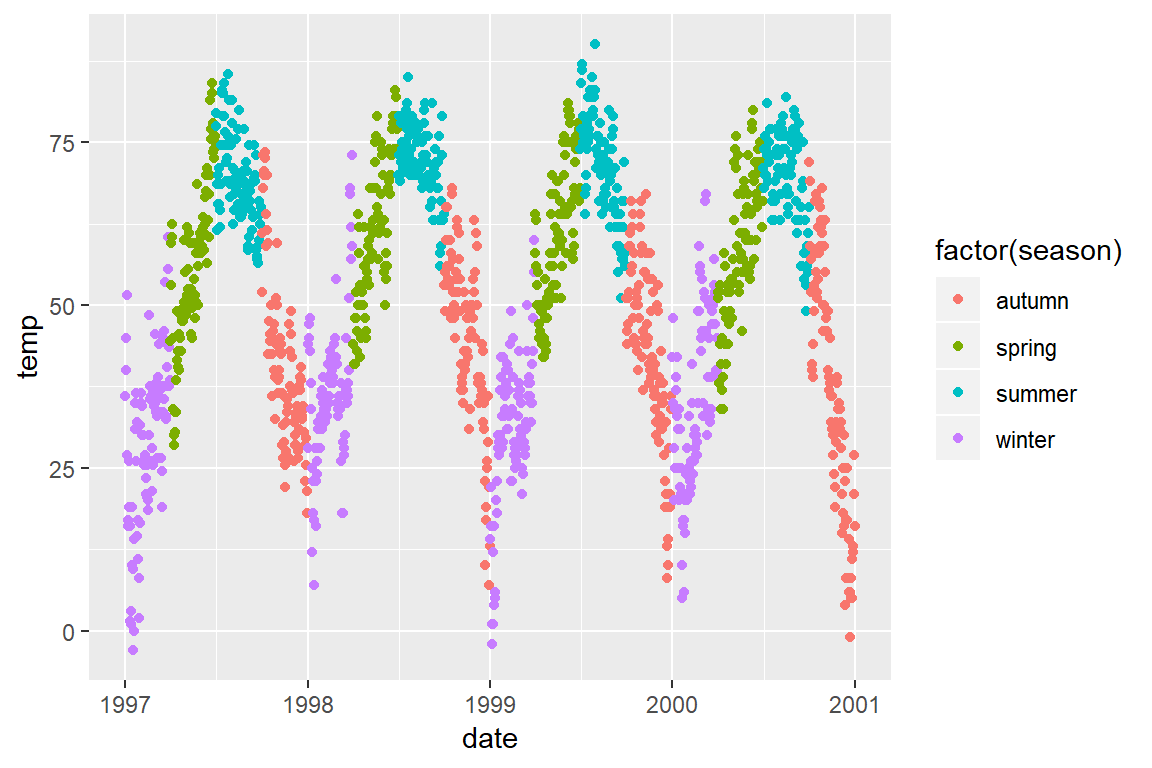 75
50
25
0
temp
1997 1998 1999 2000 2001
date
factor(season)
autumn
spring
summer
winter